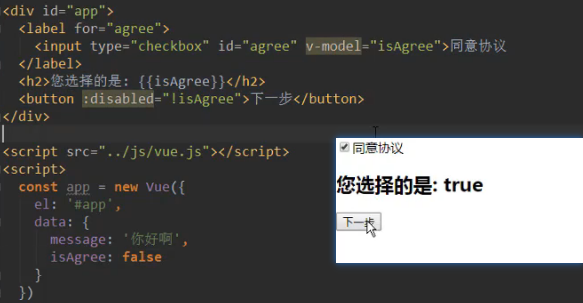 <div id="app">
  <label for="agree">
    <input type="checkbox" id="agree" v-model="isAgree">同意协议
  </label>
  <h2>您选择的是: {{isAgree}}</h2>
  <button :disabled="!isAgree">下一步</button>
</div>
<script src="../js/vue.js"></script>
<script>
  const app = new Vue({
    el: '#app',
    data: {
      message: '你好啊',
      isAgree: false
    }
  })
同意协议
您选择的是: true
下一步